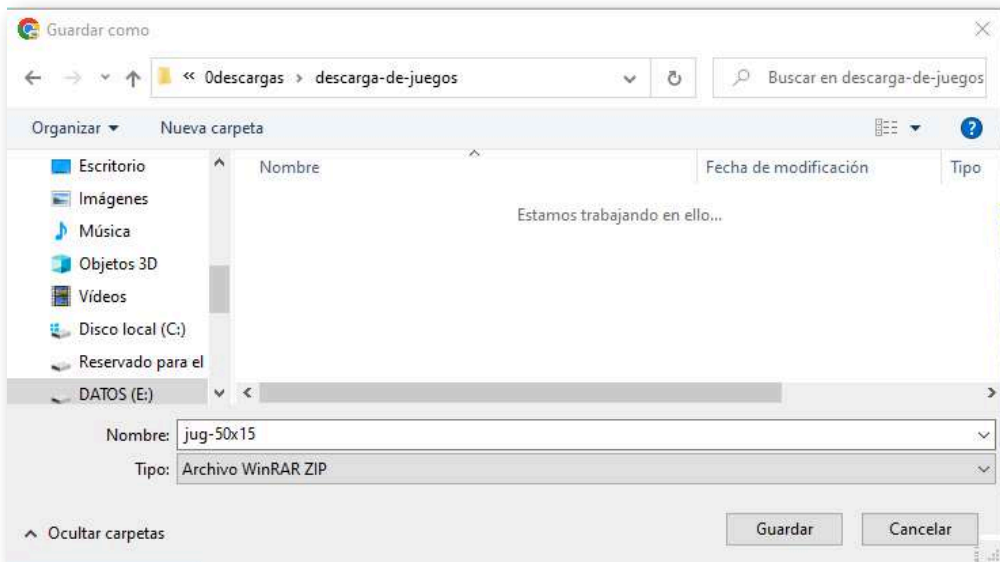 Guardar como
« 0descargas › descarga-de-juegos
Buscar en descarga-de-juegos
Organizar
Nueva carpeta
Escritorio
Imágenes
Música
Objetos 3D
Vídeos
Disco local (C:)
Reservado para el
DATOS (E:)
Nombre
Fecha de modificación
Tipo
Estamos trabajando en ello...
Nombre: jug-50x15
Tipo: Archivo WinRAR ZIP
Ocultar carpetas
Guardar
Cancelar